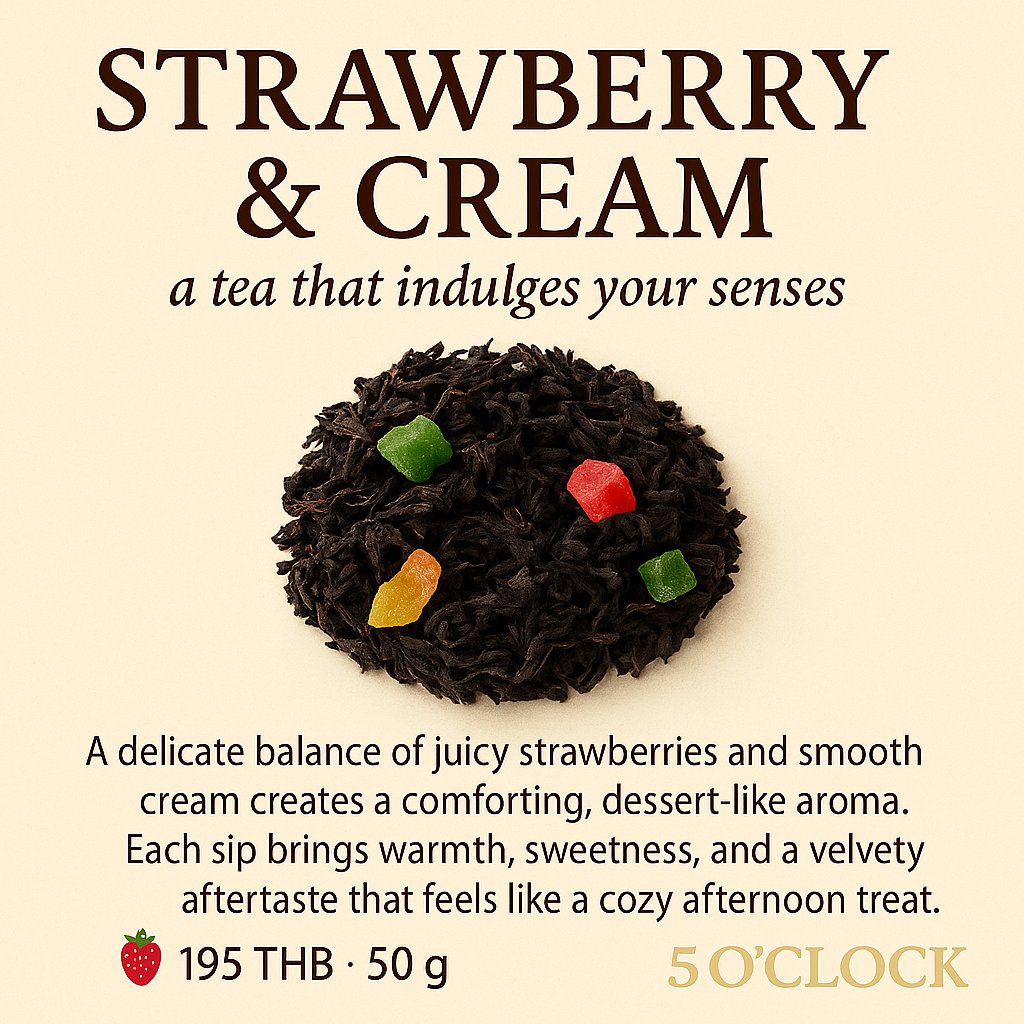 STRAWBERRY
& CREAM
a tea that indulges your senses
A delicate balance of juicy strawberries and smooth
cream creates a comforting, dessert-like aroma.
Each sip brings warmth, sweetness, and a velvety
aftertaste that feels like a cozy afternoon treat.
195 THB · 50 g
5 O'CLOCK